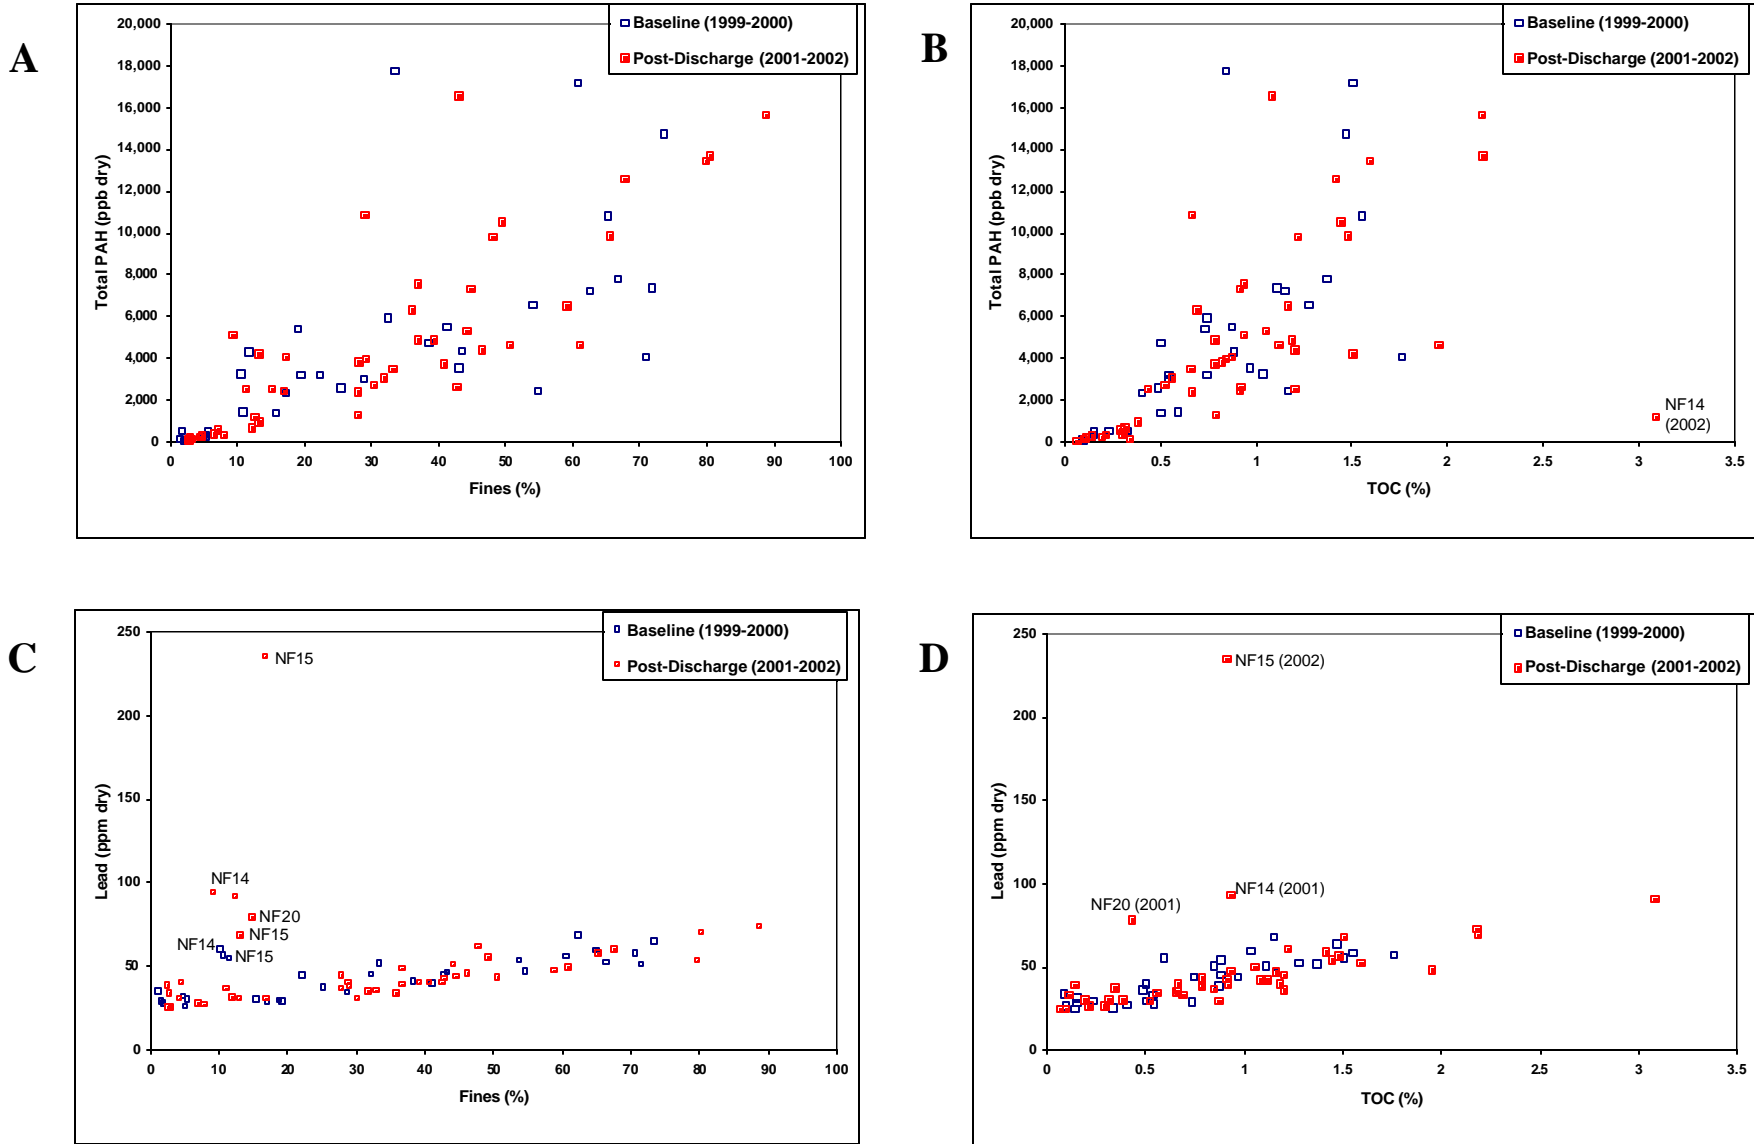 A
Baseline (1999-2000)
Post-Discharge (2001-2002)
20,000
18,000
16,000
14,000
12,000
10,000
8,000
6,000
4,000
2,000
0
Total PAH (ppb dry)
0 10 20 30 40 50 60 70 80 90 100
Fines (%)
B
Baseline (1999-2000)
Post-Discharge (2001-2002)
20,000
18,000
16,000
14,000
12,000
10,000
8,000
6,000
4,000
2,000
0
Total PAH (ppb dry)
NF14
(2002)
0 0.5 1 1.5 2 2.5 3 3.5
TOC (%)
C
Baseline (1999-2000)
Post-Discharge (2001-2002)
250
200
150
100
50
0
Lead (ppm dry)
NF15
NF14
NF20
NF15
NF14
NF15
0 10 20 30 40 50 60 70 80 90 100
Fines (%)
D
Baseline (1999-2000)
Post-Discharge (2001-2002)
250
200
150
100
50
0
Lead (ppm dry)
NF15 (2002)
NF14 (2001)
NF20 (2001)
0 0.5 1 1.5 2 2.5 3 3.5
TOC (%)